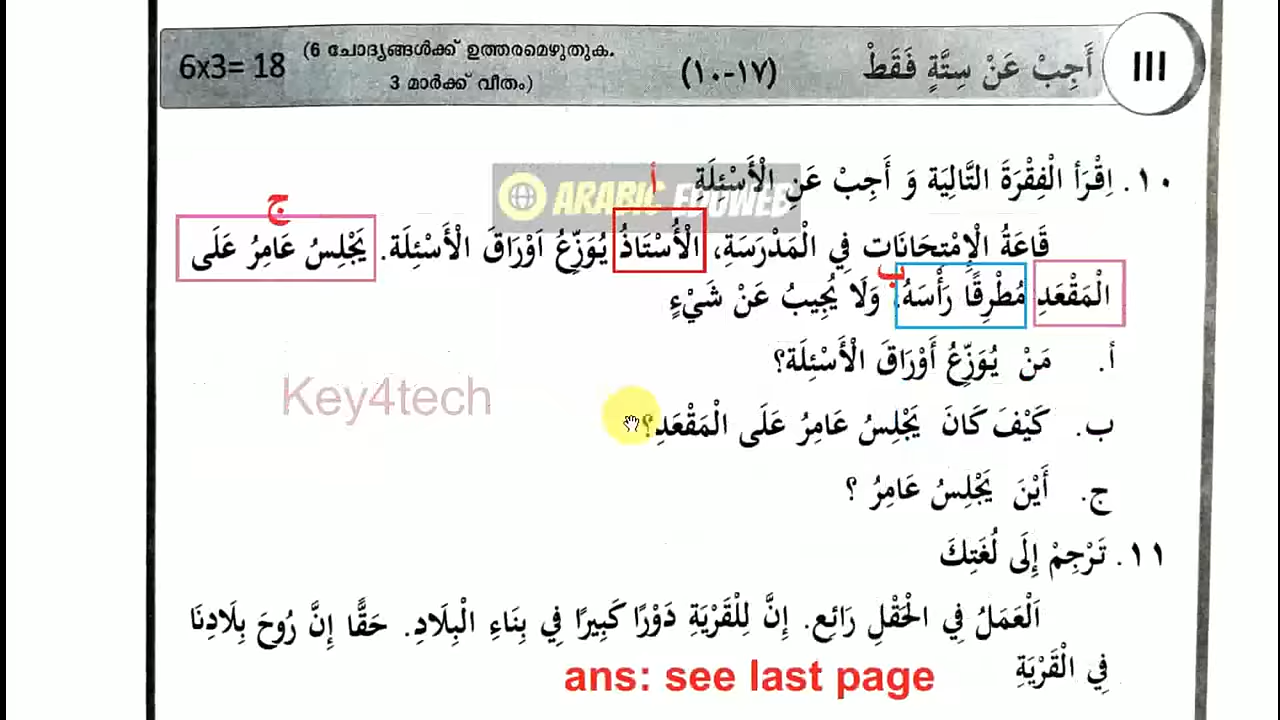 III أَجِبْ عَنْ سِتَّةٍ فَقَطْ (١٠-١٧) (6 ചോദ്യങ്ങൾക്ക് ഉത്തരമെഴുതുക. 6x3= 18
3 മാർക്ക് വീതം)
١٠. اِقْرَأ الْفِقْرَةَ التَّالِيَة وَ أَجِبْ عَنِ الْأَسْئِلَةِ
ARABIC EDUWEB
أ
ج
قَاعَةُ الْإِمْتحَانَاتِ فِي الْمَدْرَسَةِ، الْأُسْتَاذُ يُوَزِّعُ اَوْرَاقَ الْأَسْئِلَة. يَجْلِسُ عَامِرُ عَلَى
ب
الْمَقْعَدِ مُطْرِقًا رَأْسَهُ. وَلَا يُجِيبُ عَنْ شَيْءٍ
أ. مَنْ يُوَزِّعُ أَوْرَاقَ الْأَسْئِلَة؟
Key4tech
ب. كَيْفَ كَانَ يَجْلِسُ عَامِرُ عَلَى الْمَقْعَدِ؟
ج. أَيْنَ يَجْلِسُ عَامِرُ ؟
١١. تَرْجِمْ إِلَى لُغَتِكَ
اَلْعَمَلُ فِي الْحَقْلِ رَائِع. إِنَّ لِلْقَرْيَةِ دَوْرًا كَبِيرًا فِي بِنَاءِ الْبِلَادِ. حَقًّا إِنَّ رُوحَ بِلَادِنَا
فِي الْقَرْيَةِ
ans: see last page